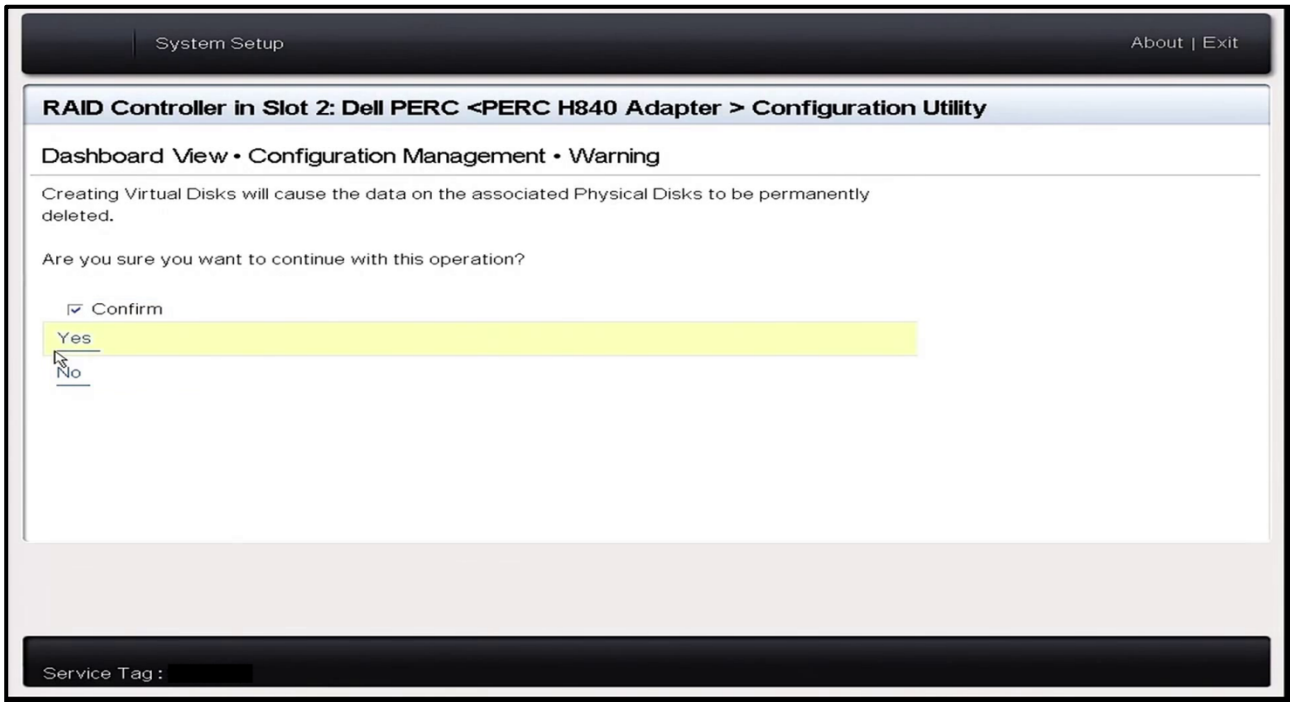 System Setup
About | Exit
RAID Controller in Slot 2: Dell PERC <PERC H840 Adapter > Configuration Utility
Dashboard View • Configuration Management • Warning
Creating Virtual Disks will cause the data on the associated Physical Disks to be permanently
deleted.
Are you sure you want to continue with this operation?
Confirm
Yes
No
Service Tag :